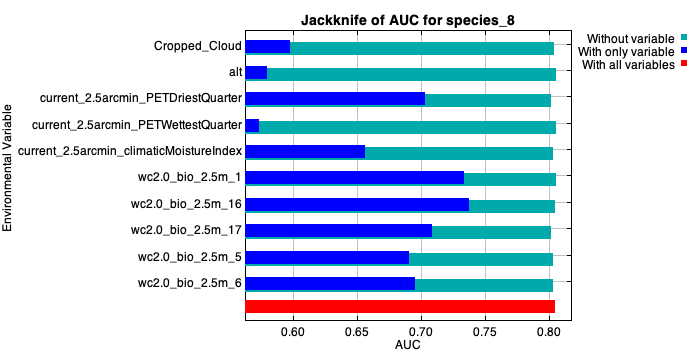 Jackknife of AUC for species_8
Without variable
With only variable
With all variables
Environmental Variable
Cropped_Cloud
alt
current_2.5arcmin_PETDriestQuarter
current_2.5arcmin_PETWettestQuarter
current_2.5arcmin_climaticMoistureIndex
wc2.0_bio_2.5m_1
wc2.0_bio_2.5m_16
wc2.0_bio_2.5m_17
wc2.0_bio_2.5m_5
wc2.0_bio_2.5m_6
0.60 0.65 0.70 0.75 0.80
AUC